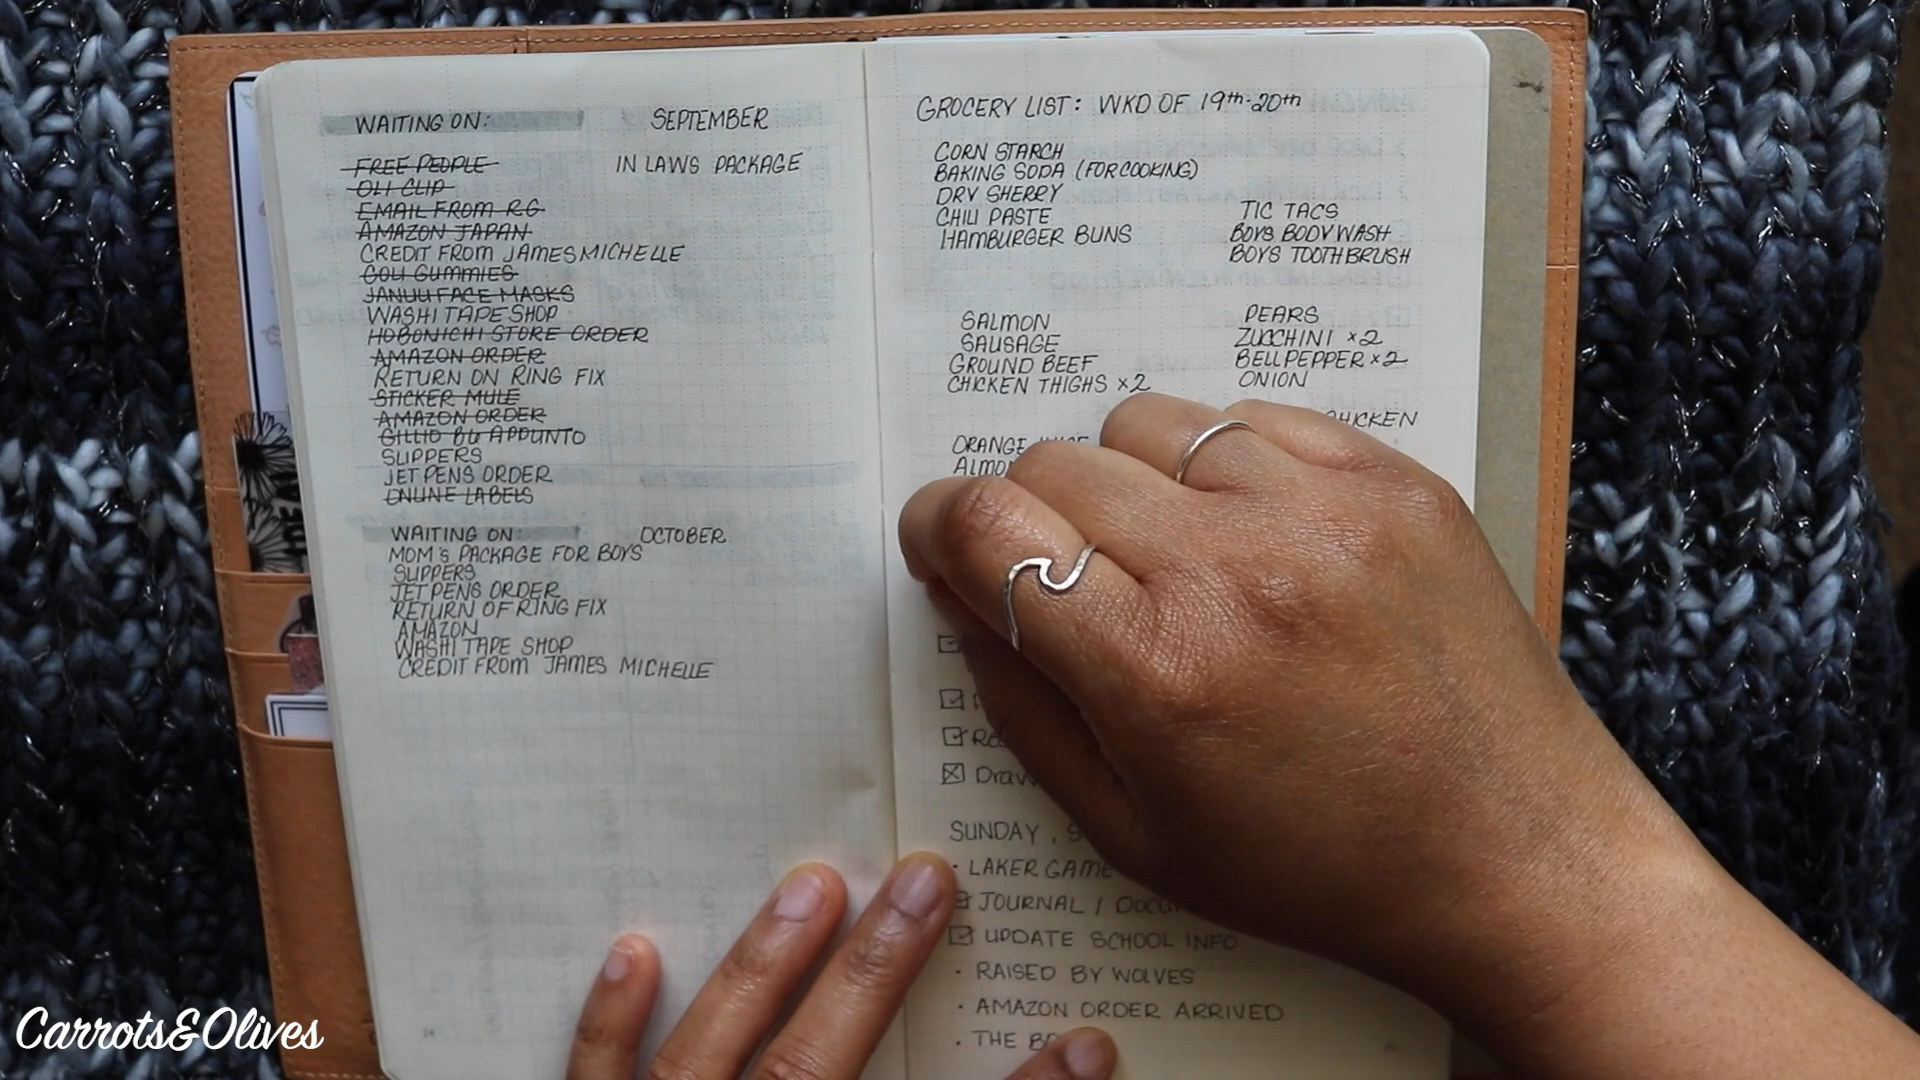 WAITING ON: SEPTEMBER
FREE PEOPLE
OLI CLIP
EMAIL FROM RG
AMAZON JAPAN
CREDIT FROM JAMESMICHELLE
GOLI GUMMIES
JANUU FACE MASKS
WASHI TAPE SHOP
HOBONICHI STORE ORDER
AMAZON ORDER
RETURN ON RING FIX
STICKER MULE
AMAZON ORDER
GILLIO BY APPUNTO
SLIPPERS
JET PENS ORDER
ONLINE LABELS
IN LAWS PACKAGE
WAITING ON: OCTOBER
MOM'S PACKAGE FOR BOYS
SLIPPERS
JET PENS ORDER
RETURN OF RING FIX
AMAZON
WASHI TAPE SHOP
CREDIT FROM JAMES MICHELLE
GROCERY LIST: WKD OF 19th-20th
CORN STARCH
BAKING SODA (FOR COOKING)
DRY SHERRY
CHILI PASTE
HAMBURGER BUNS
TIC TACS
BOYS BODY WASH
BOYS TOOTHBRUSH
SALMON
SAUSAGE
GROUND BEEF
CHICKEN THIGHS x2
PEARS
ZUCCHINI x2
BELL PEPPER x2
ONION
CHICKEN
ORANGE
SUNDAY,
· LAKER GAME
JOURNAL /
UPDATE SCHOOL INFO
· RAISED BY WOLVES
· AMAZON ORDER ARRIVED
· THE
Carrots&Olives